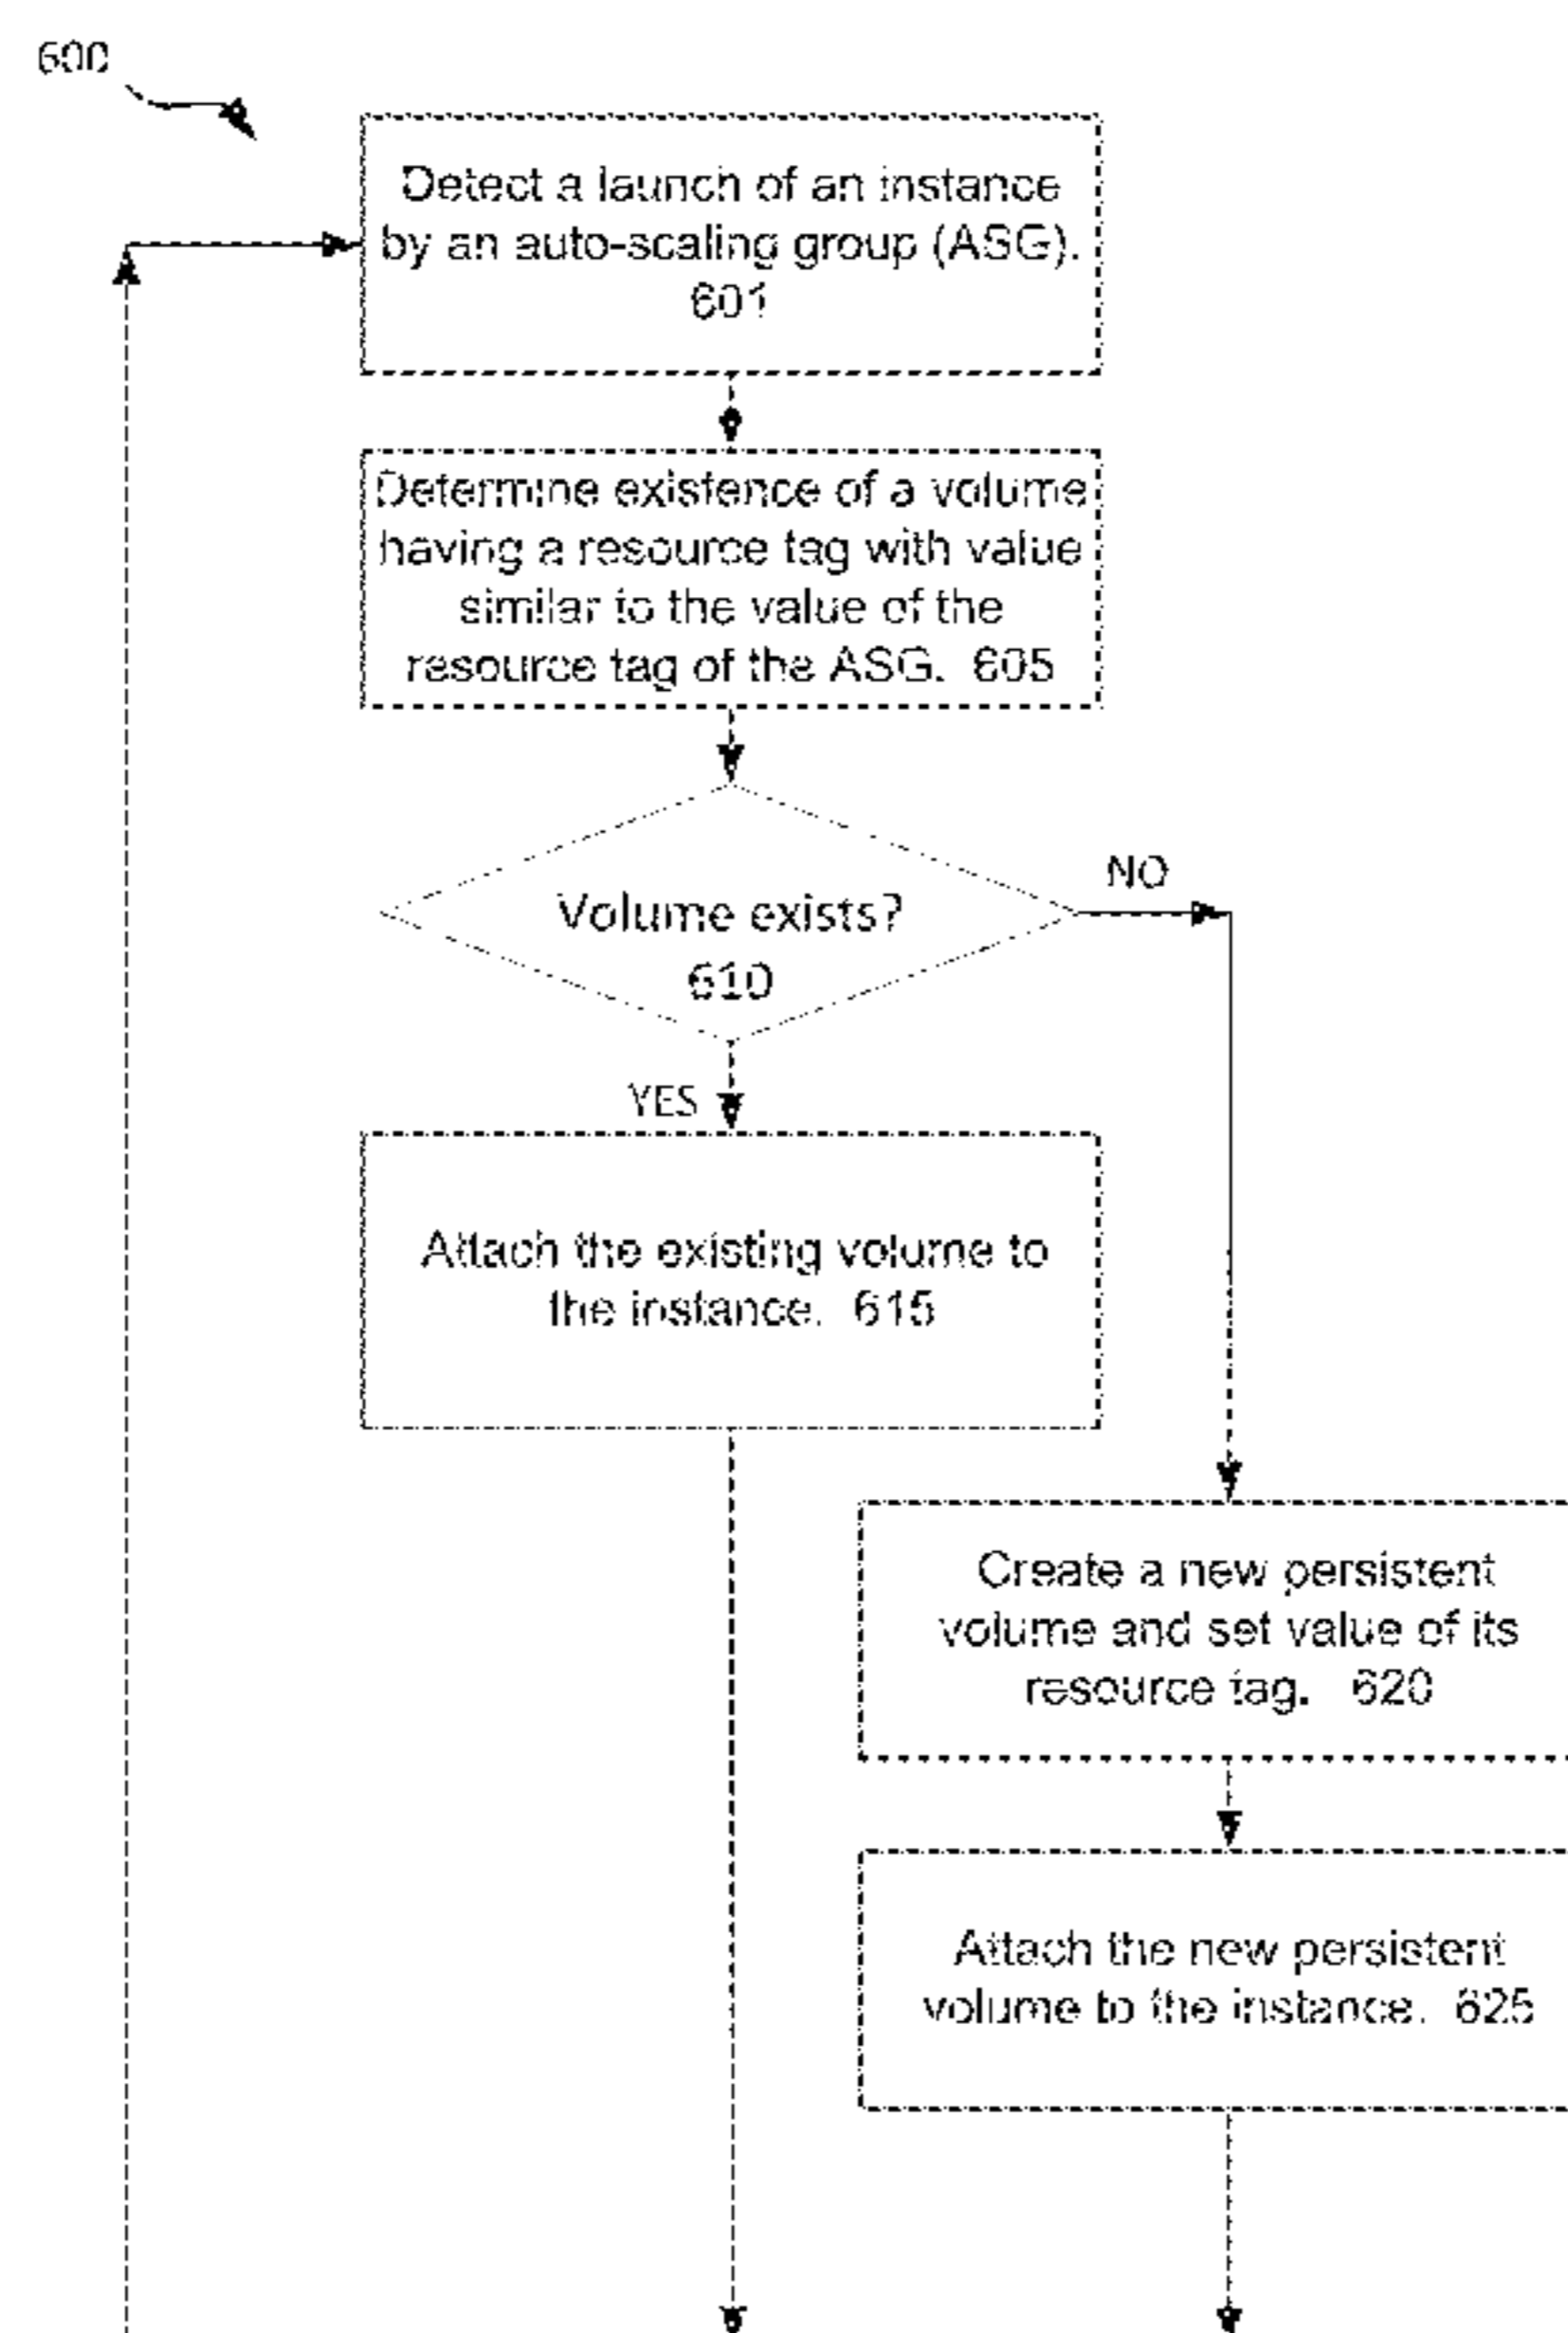 600
Detect a launch of an instance
by an auto-scaling group (ASG).
601
Determine existence of a volume
having a resource tag with value
similar to the value of the
resource tag of the ASG. 605
Volume exists?
610
NO
YES
Attach the existing volume to
the instance. 615
Create a new persistent
volume and set value of its
resource tag. 620
Attach the new persistent
volume to the instance. 625